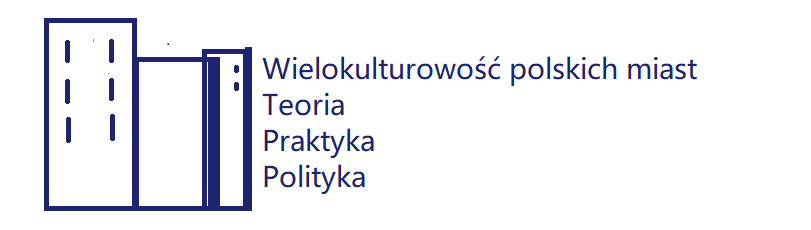 Wielokulturowość polskich miast
Teoria
Praktyka
Polityka